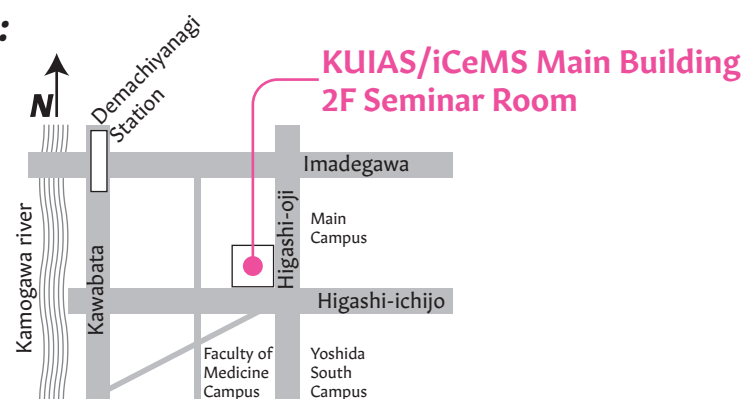 :
Demachiyanagi
Station
KUIAS/iCeMS Main Building
2F Seminar Room
N
Imadegawa
Higashi-oji
Main
Campus
Kamogawa river
Kawabata
Higashi-ichijo
Faculty of
Medicine
Campus
Yoshida
South
Campus